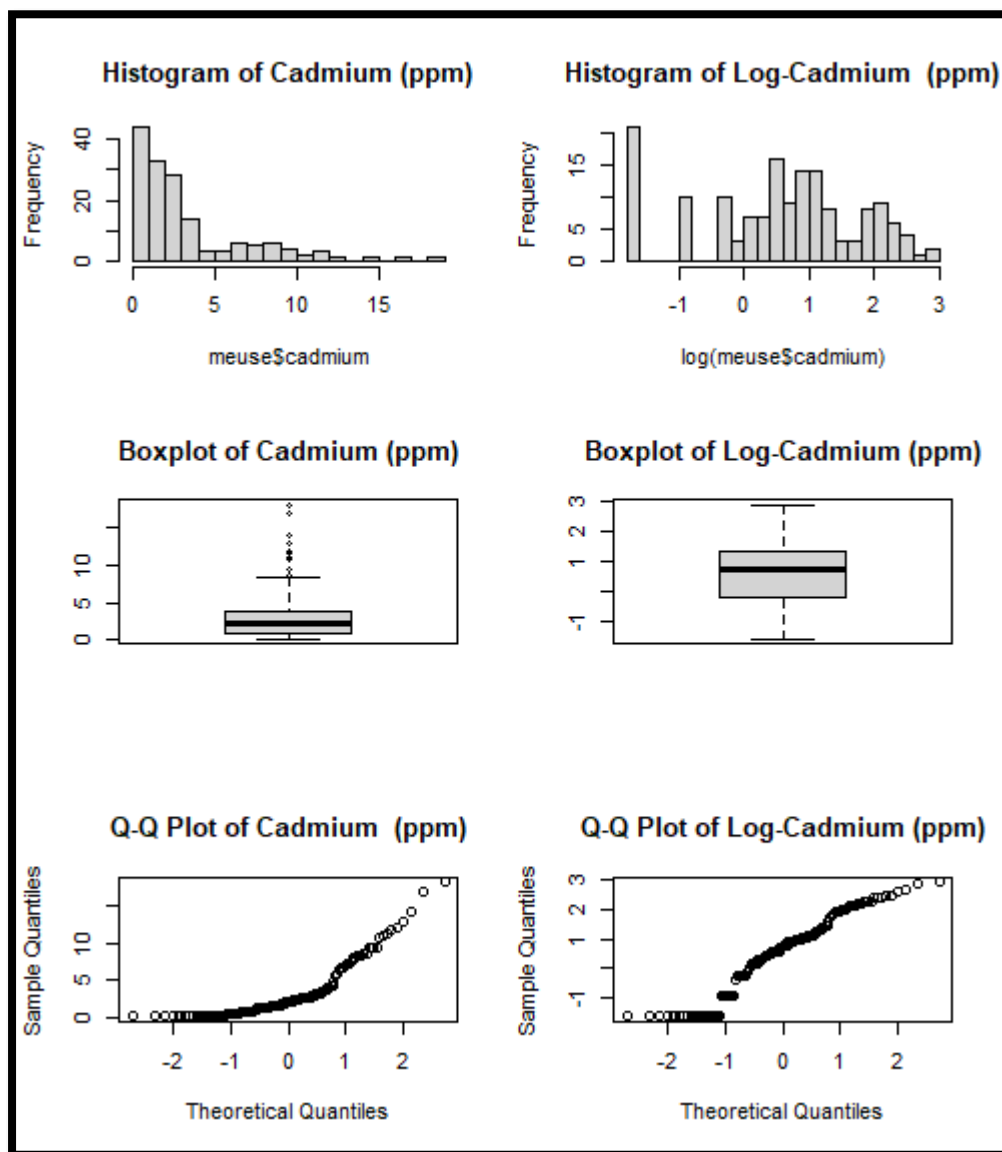 Histogram of Cadmium (ppm)
Frequency
0 20 40
0 5 10 15
meuse$cadmium
Histogram of Log-Cadmium  (ppm)
Frequency
0 5 15
-1 0 1 2 3
log(meuse$cadmium)
Boxplot of Cadmium (ppm)
0 5 10
Boxplot of Log-Cadmium (ppm)
-1 1 2 3
Q-Q Plot of Cadmium  (ppm)
Sample Quantiles
0 5 10
-2 -1 0 1 2
Theoretical Quantiles
Q-Q Plot of Log-Cadmium (ppm)
Sample Quantiles
-1 1 2 3
-2 -1 0 1 2
Theoretical Quantiles